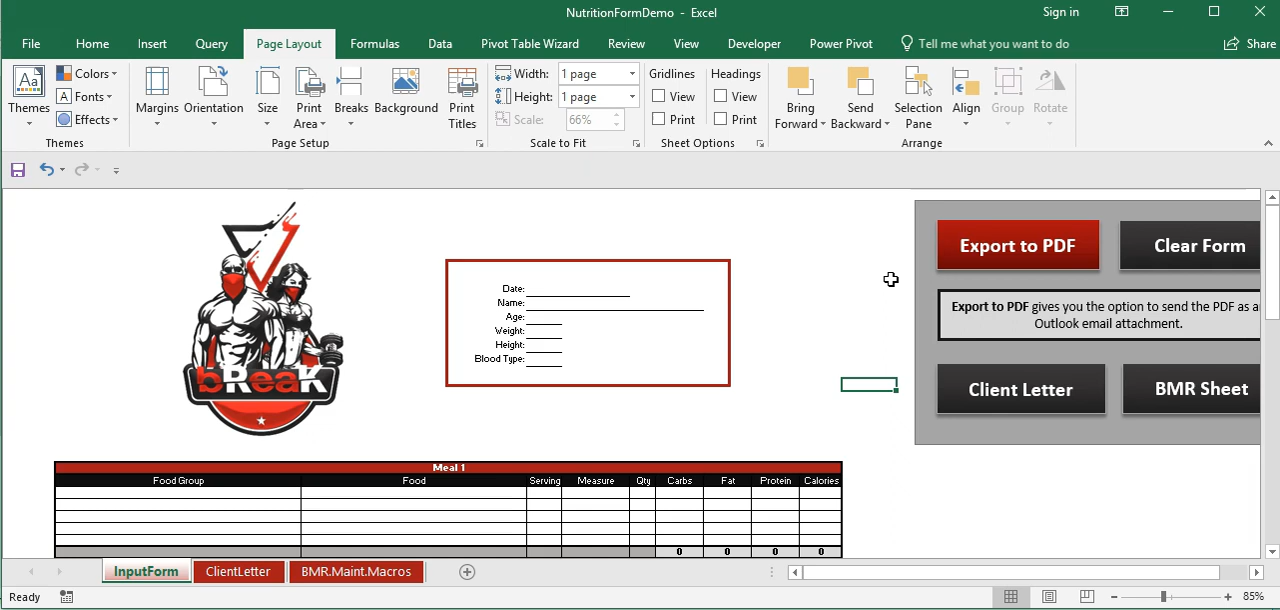 NutritionFormDemo - Excel
Sign in
File Home Insert Query Page Layout Formulas Data Pivot Table Wizard Review View Developer Power Pivot Tell me what you want to do Share
Aa Colors Width: 1 page Gridlines Headings
A Fonts Height: 1 page View View
Themes Effects Margins Orientation Size Print Area Breaks Background Print Titles Scale: 66% Print Print Bring Forward Send Backward Selection Pane Align Group Rotate
Themes Page Setup Scale to Fit Sheet Options Arrange
Export to PDF Clear Form
Export to PDF gives you the option to send the PDF as a
Outlook email attachment.
Client Letter BMR Sheet
Date:
Name:
Age:
Weight:
Height:
Blood Type:
bReaK
Meal 1
Food Group Food Serving Measure Qty Carbs Fat Protein Calories
0 0 0 0
InputForm ClientLetter BMR.Maint.Macros
Ready 85%